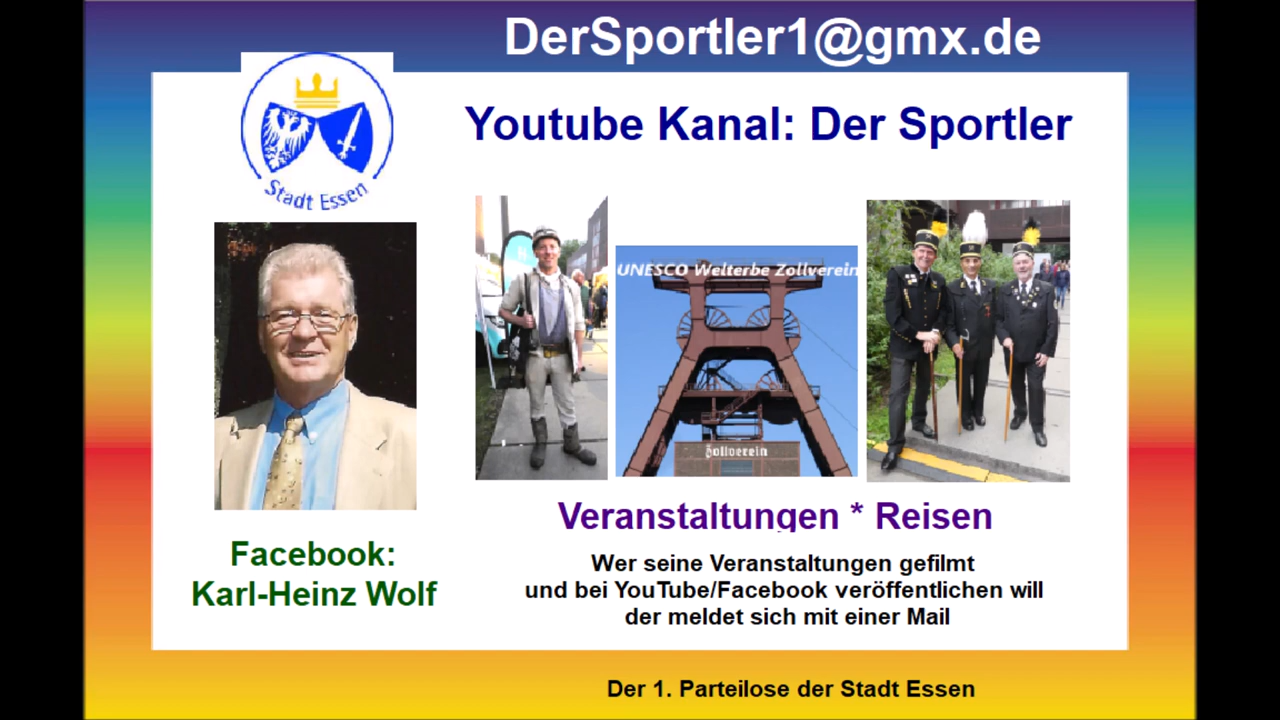 DerSportler1@gmx.de
Youtube Kanal: Der Sportler
Stadt Essen
UNESCO Welterbe Zollverein
Zollverein
Veranstaltungen * Reisen
Facebook:
Karl-Heinz Wolf
Wer seine Veranstaltungen gefilmt
und bei YouTube/Facebook veröffentlichen will
der meldet sich mit einer Mail
Der 1. Parteilose der Stadt Essen